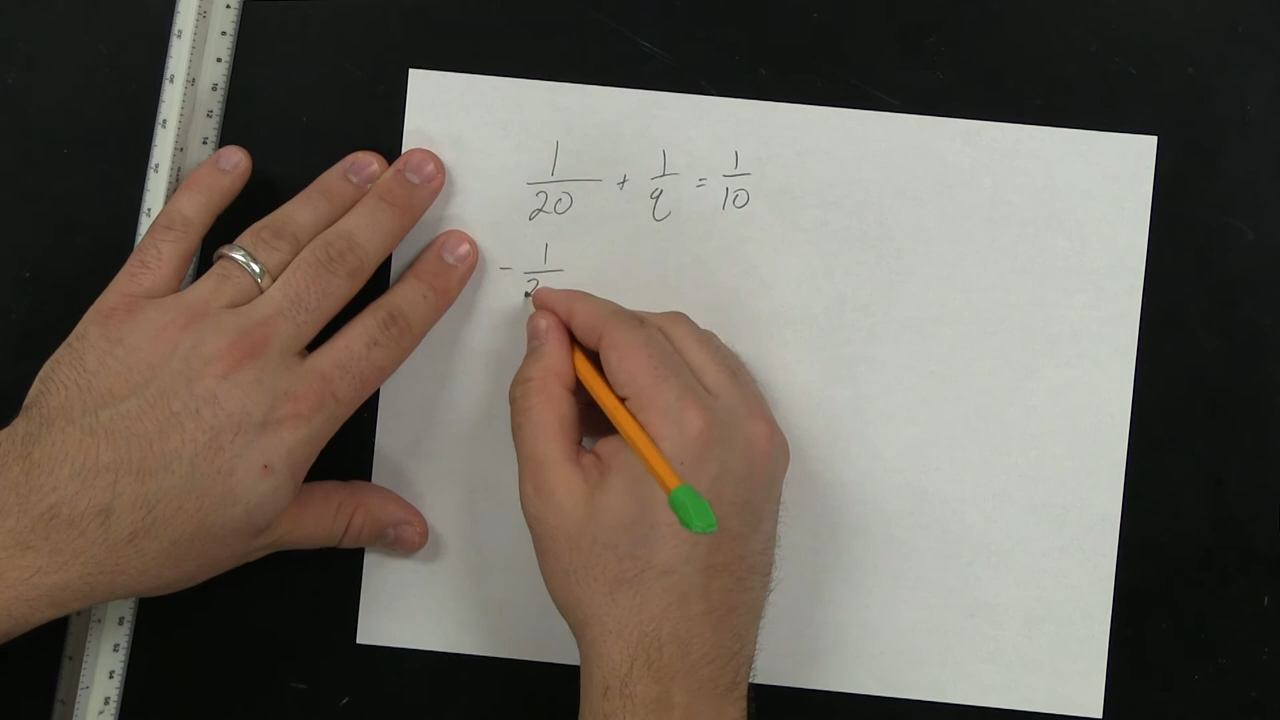 1/20 + 1/q = 1/10
- 1/2